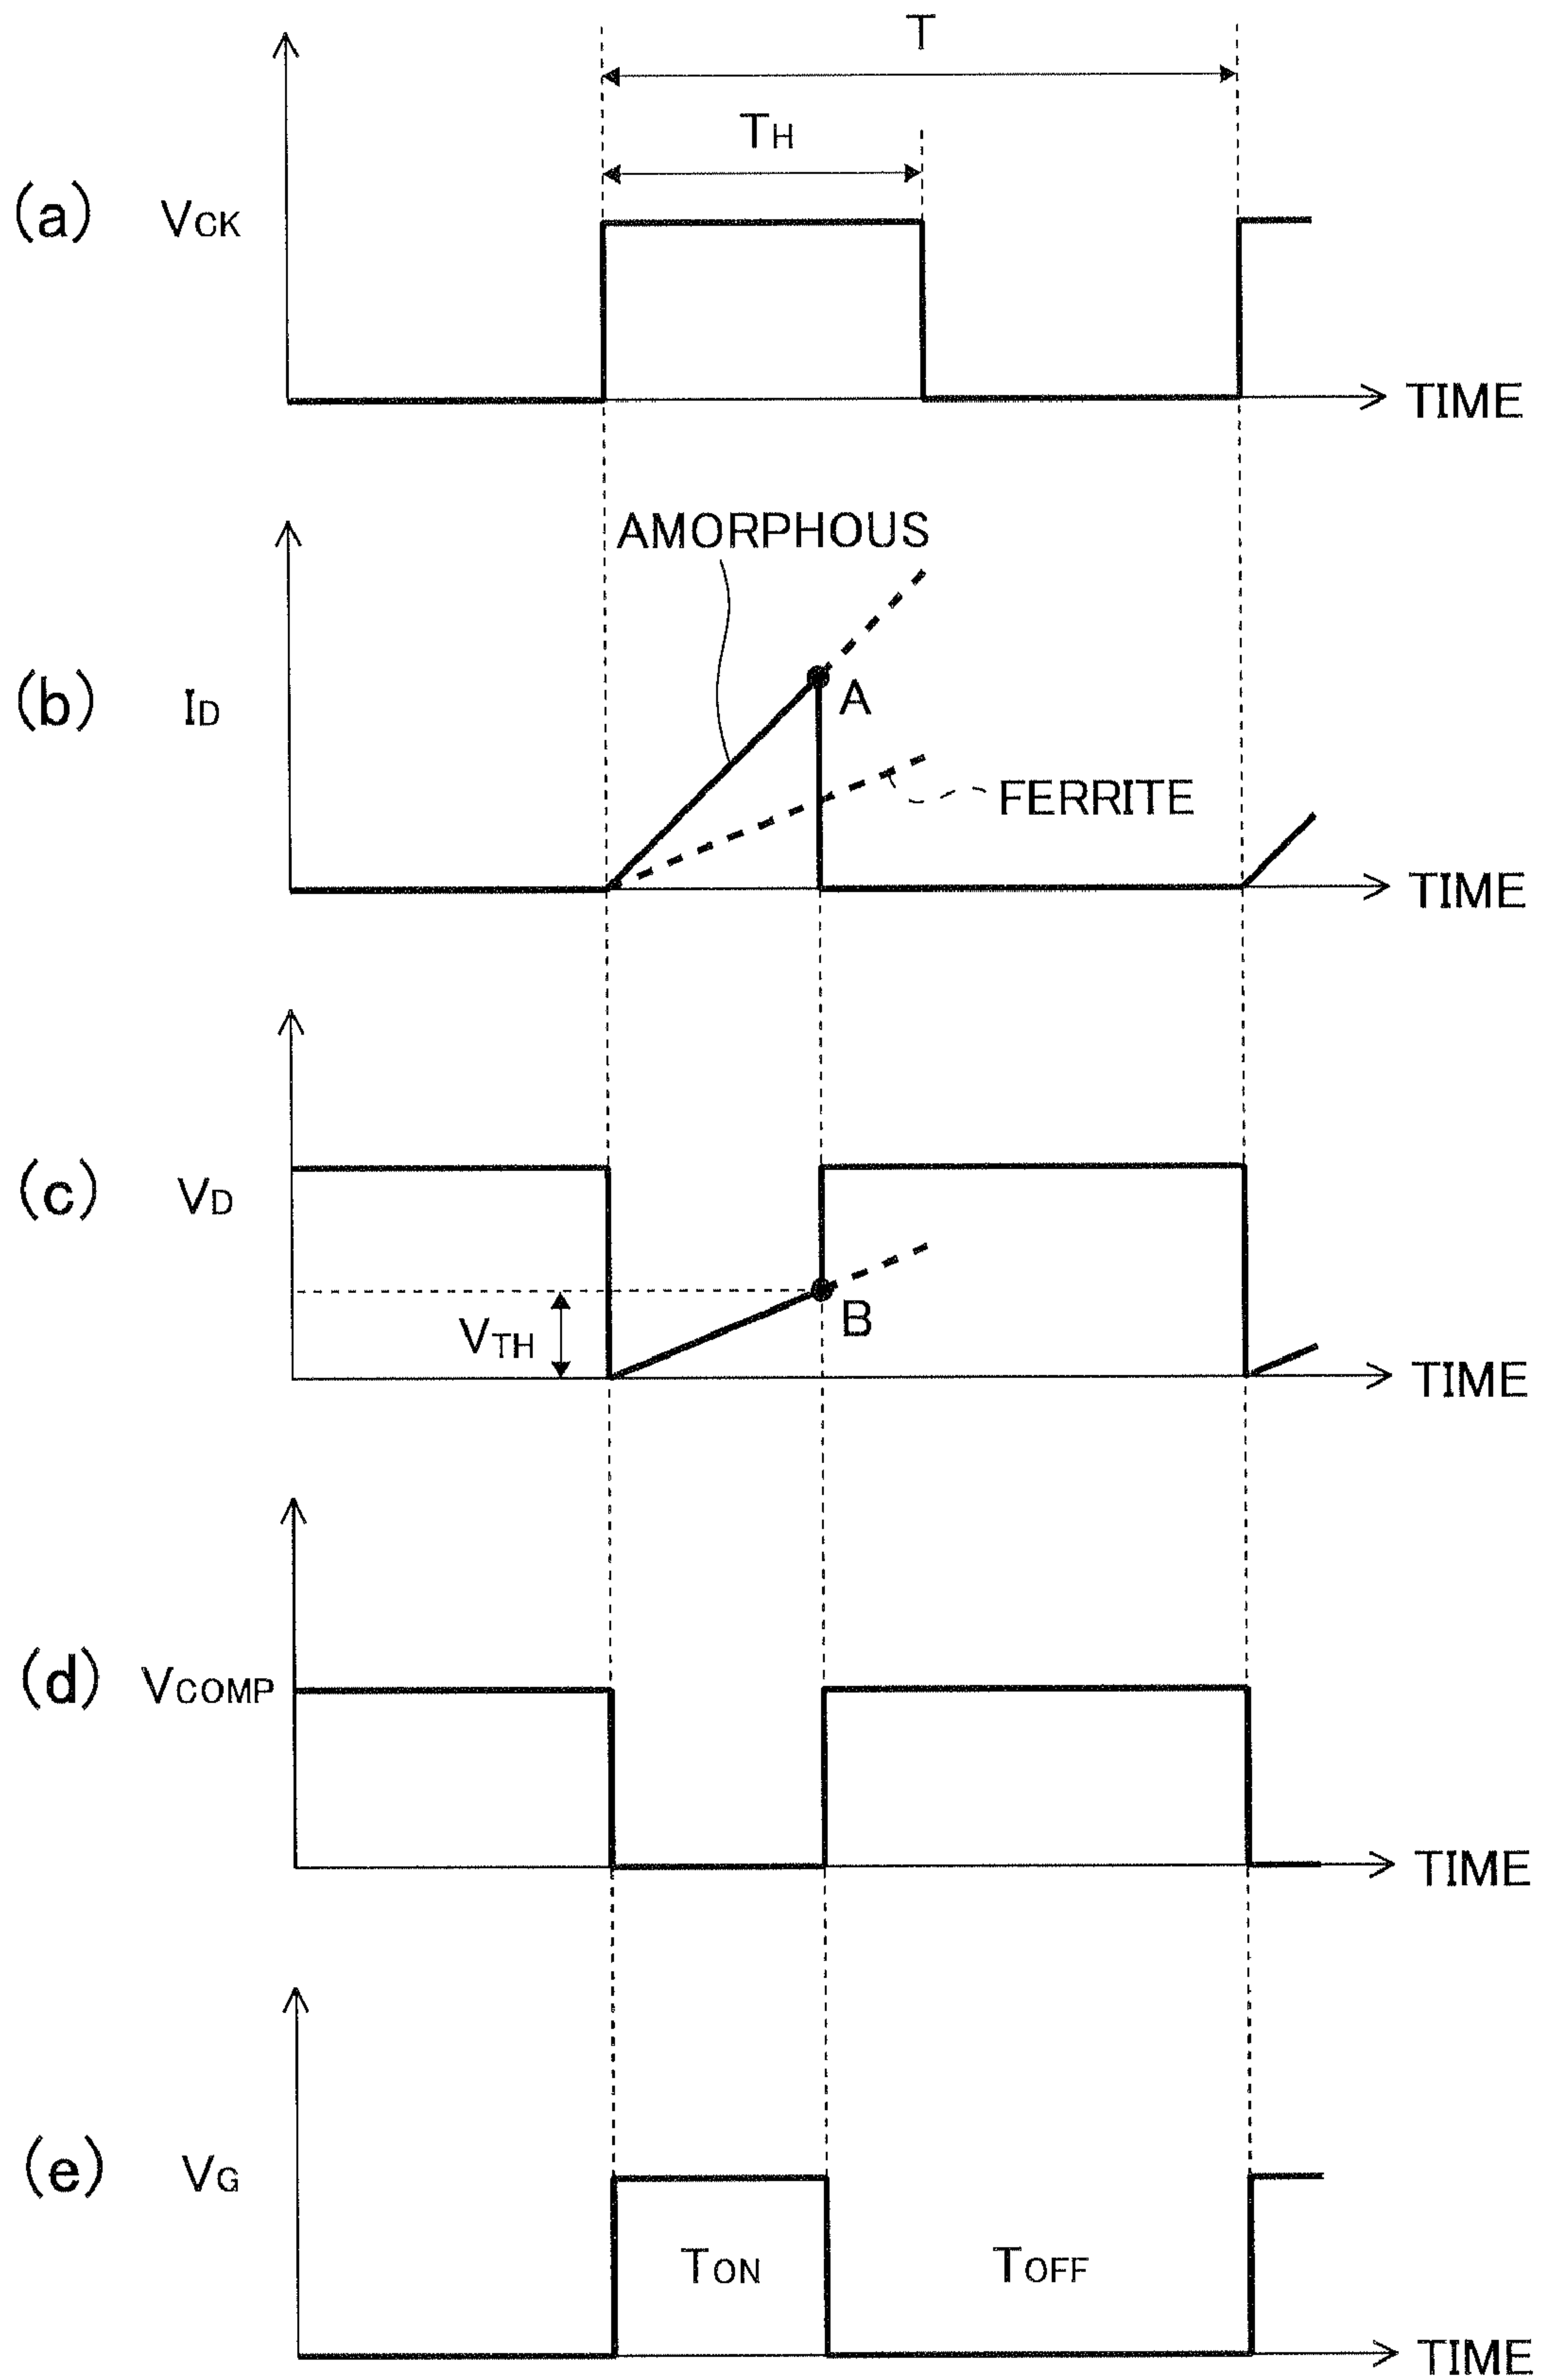 T
TH
(a) VCK
TIME
AMORPHOUS
(b) ID
A
FERRITE
TIME
(c) VD
VTH
B
TIME
(d) VCOMP
TIME
(e) VG
TON TOFF
TIME